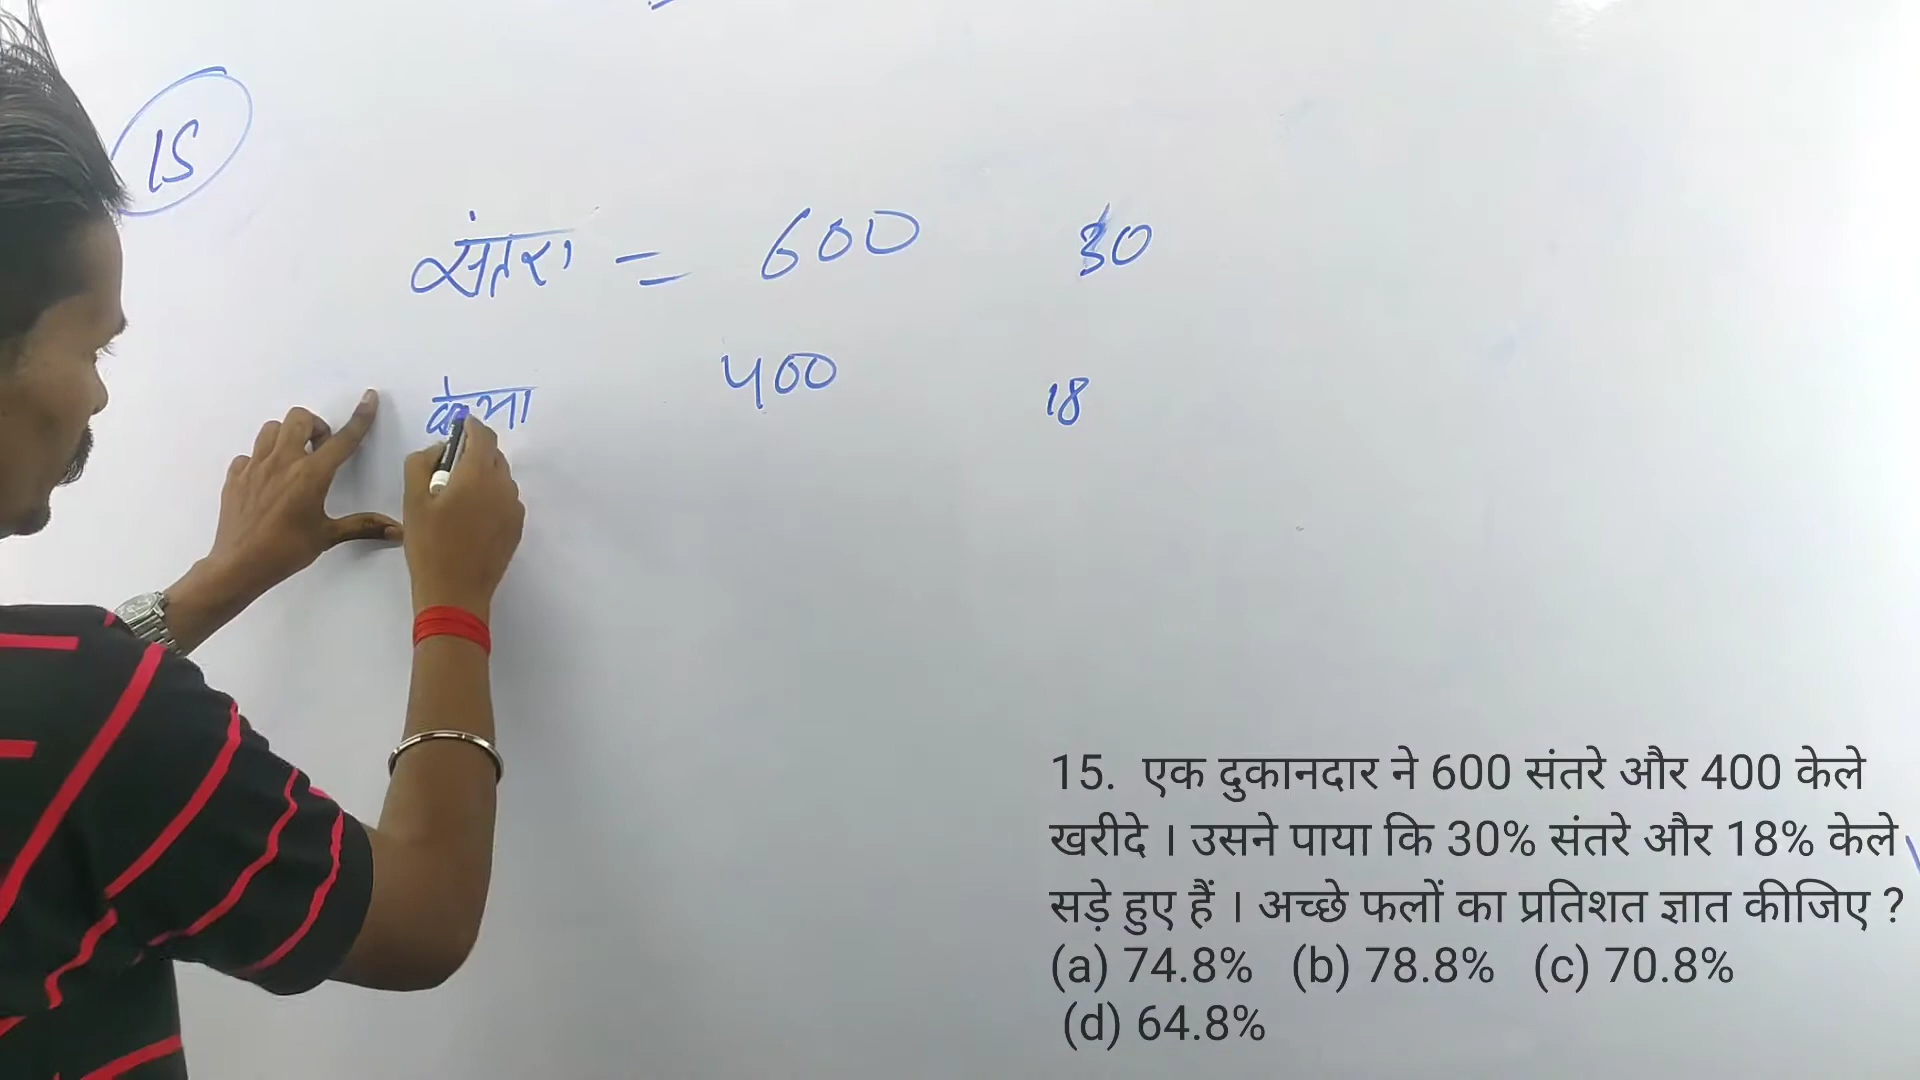 15
संतरा = 600 30
केला 400 18
15. एक दुकानदार ने 600 संतरे और 400 केले
खरीदे । उसने पाया कि 30% संतरे और 18% केले
सड़े हुए हैं । अच्छे फलों का प्रतिशत ज्ञात कीजिए ?
(a) 74.8% (b) 78.8% (c) 70.8%
(d) 64.8%